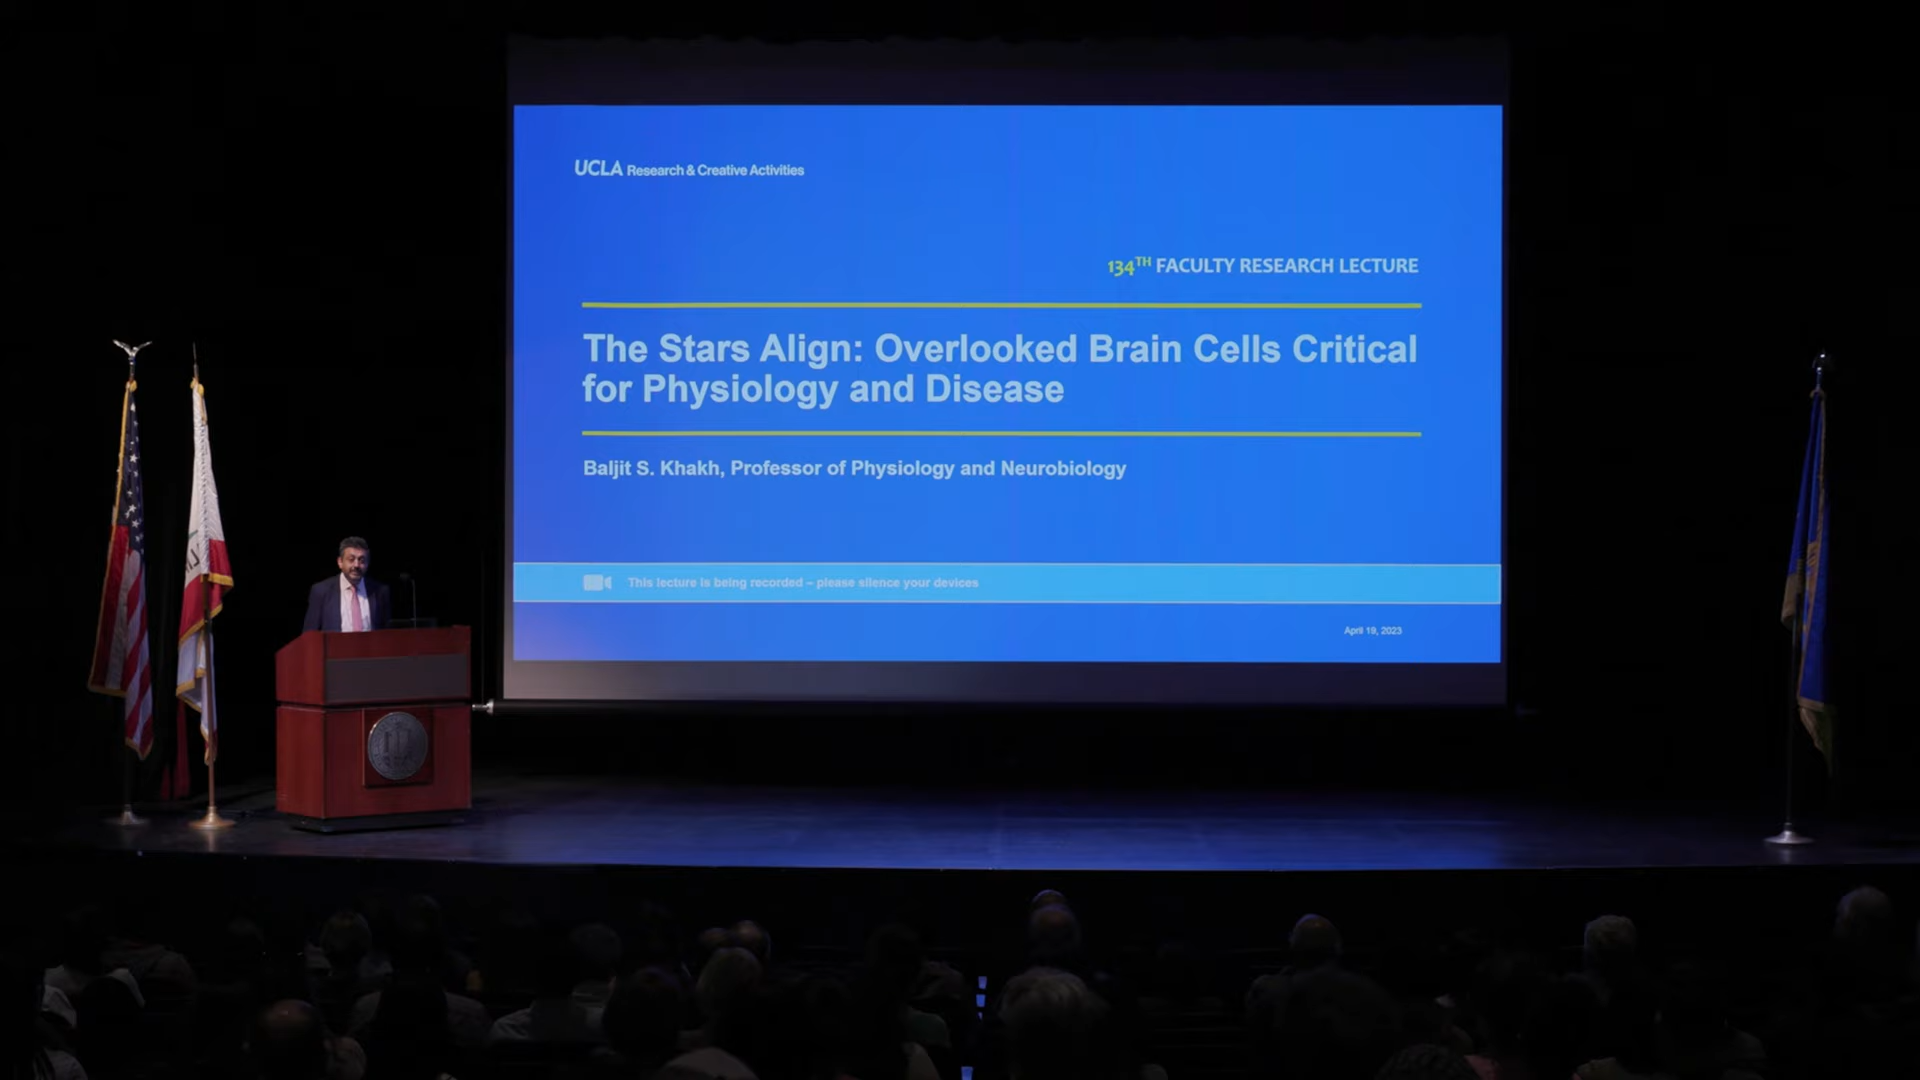 UCLA Research & Creative Activities
134TH FACULTY RESEARCH LECTURE
The Stars Align: Overlooked Brain Cells Critical
for Physiology and Disease
Baljit S. Khakh, Professor of Physiology and Neurobiology
This lecture is being recorded – please silence your devices
April 19, 2023